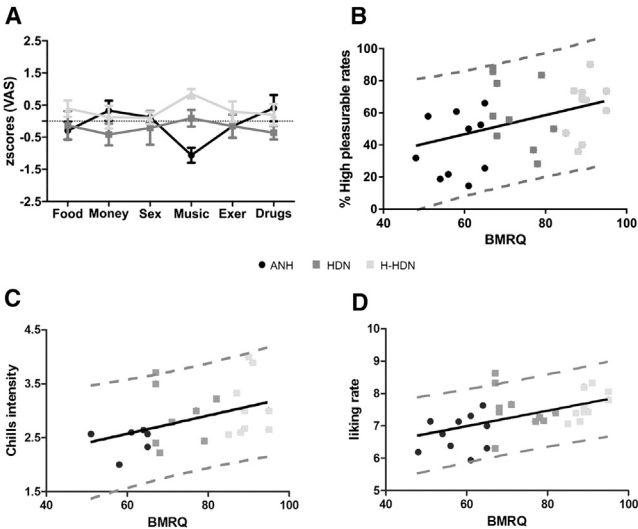 A
zscores (VAS)
2.5
1.5
0.5
-0.5
-1.5
-2.5
Food Money Sex Music Exer Drugs
B
% High pleasurable rates
100
80
60
40
20
0
40 60 80 100
BMRQ
ANH HDN H-HDN
C
Chills intensity
4.5
3.5
2.5
1.5
40 60 80 100
BMRQ
D
liking rate
10
9
8
7
6
5
40 60 80 100
BMRQ